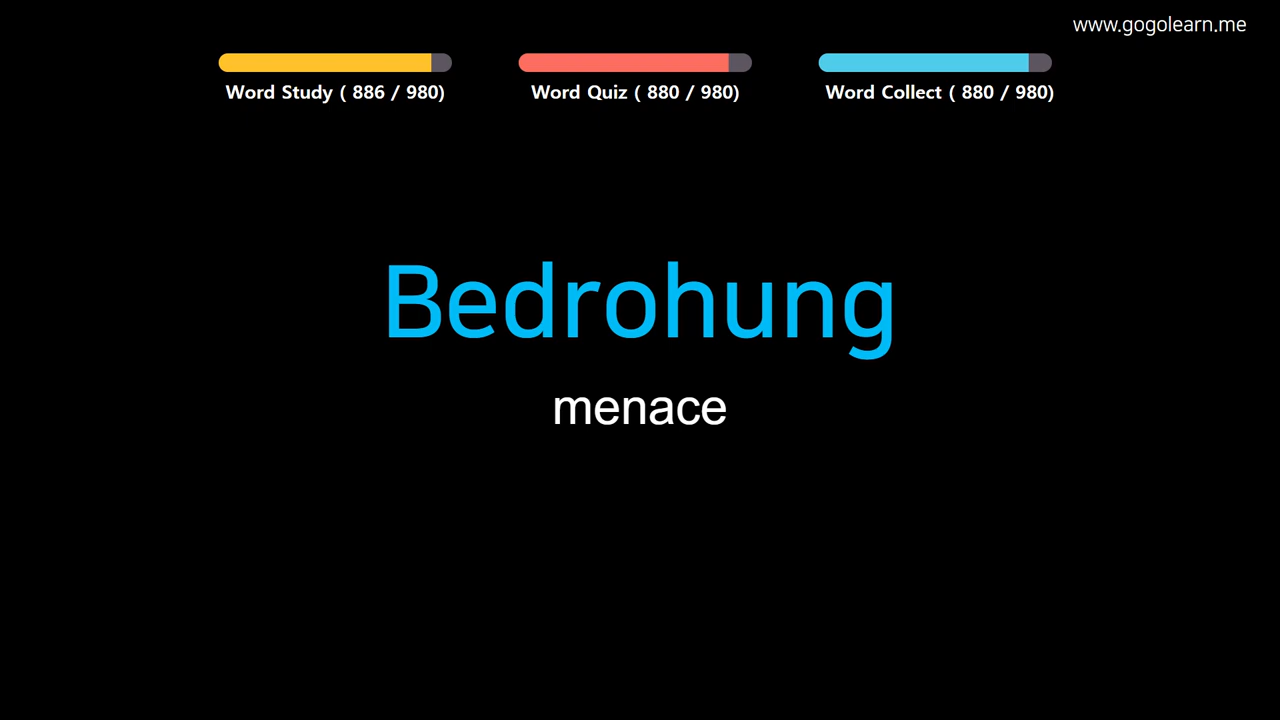 www.gogolearn.me
Word Study ( 886 / 980)
Word Quiz ( 880 / 980)
Word Collect ( 880 / 980)
Bedrohung
menace